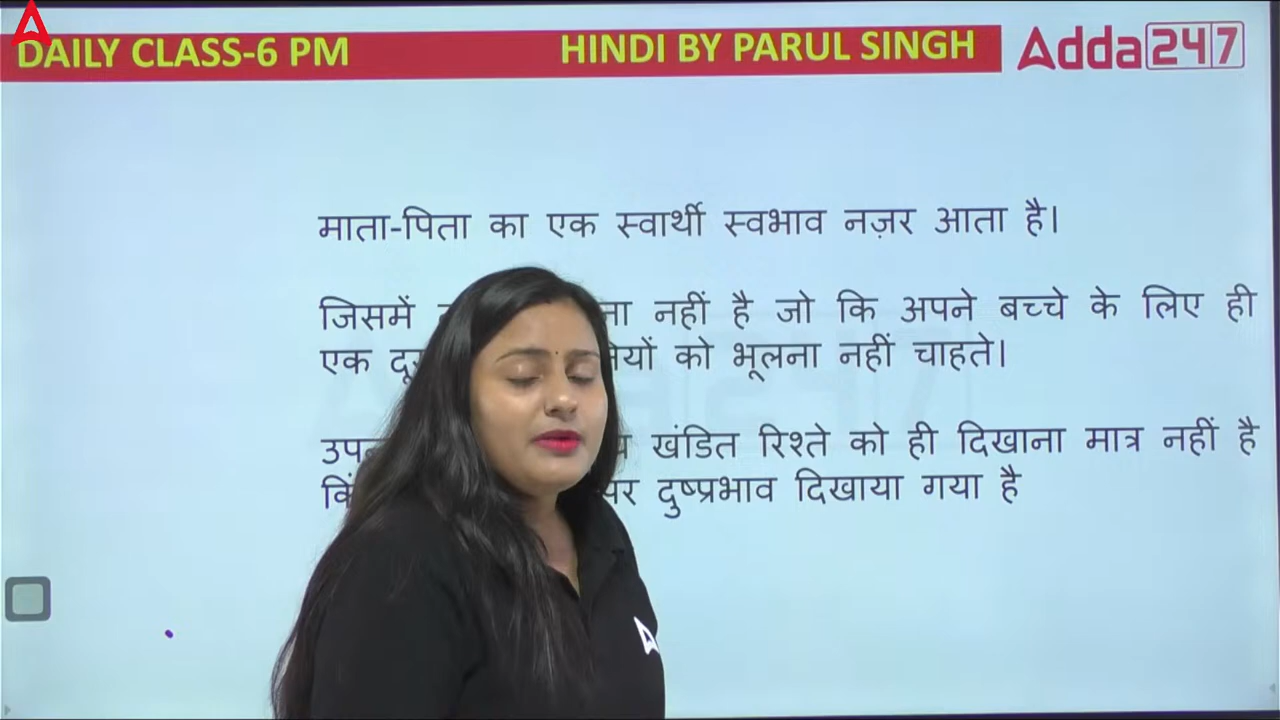 DAILY CLASS-6 PM
HINDI BY PARUL SINGH
Adda247
माता-पिता का एक स्वार्थी स्वभाव नज़र आता है।
जिसमें नहीं है जो कि अपने बच्चे के लिए ही
एक को भूलना नहीं चाहते।
खंडित रिश्ते को ही दिखाना मात्र नहीं है
पर दुष्प्रभाव दिखाया गया है